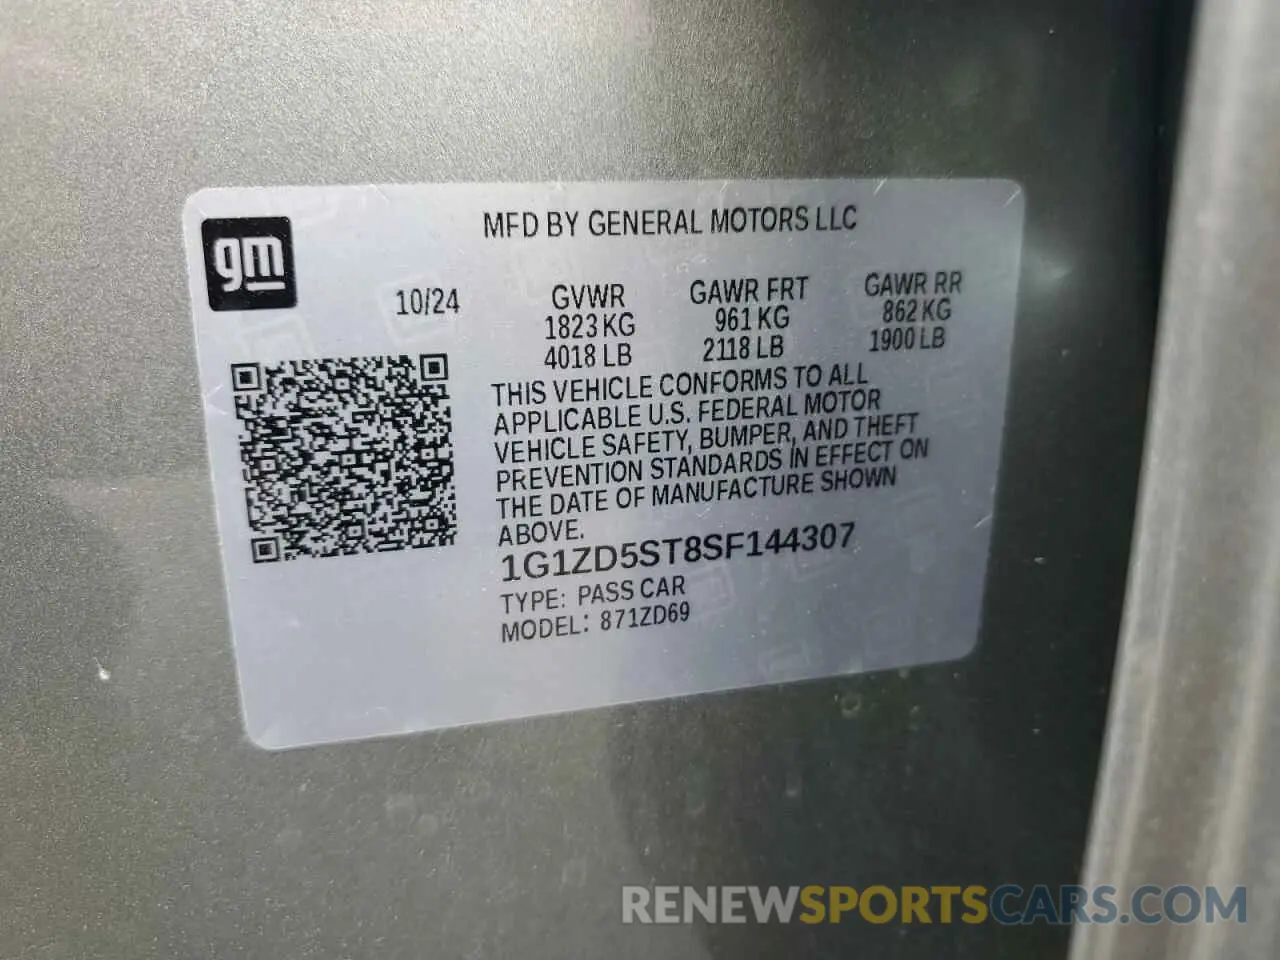 gm
MFD BY GENERAL MOTORS LLC
10/24
GVWR
1823 KG
4018 LB
GAWR FRT
961 KG
2118 LB
GAWR RR
862 KG
1900 LB
THIS VEHICLE CONFORMS TO ALL
APPLICABLE U.S. FEDERAL MOTOR
VEHICLE SAFETY, BUMPER, AND THEFT
PREVENTION STANDARDS IN EFFECT ON
THE DATE OF MANUFACTURE SHOWN
ABOVE.
1G1ZD5ST8SF144307
TYPE: PASS CAR
MODEL: 871ZD69
RENEWSPORTSCARS.COM